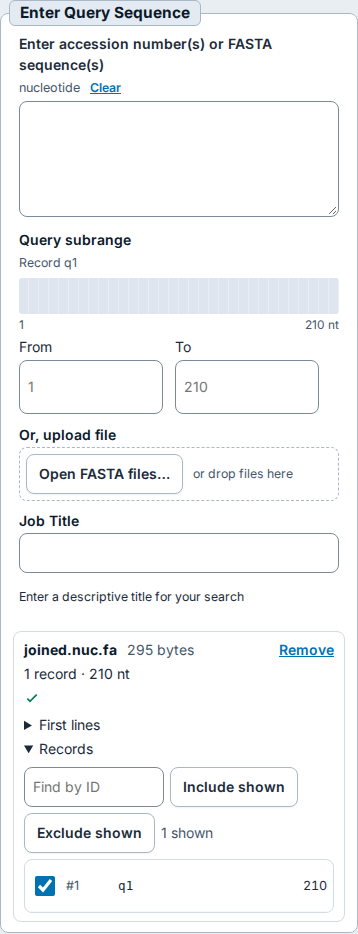 Enter Query Sequence
Enter accession number(s) or FASTA
sequence(s)
nucleotide Clear
Query subrange
Record q1
1 210 nt
From To
1 210
Or, upload file
Open FASTA files... or drop files here
Job Title
Enter a descriptive title for your search
joined.nuc.fa 295 bytes Remove
1 record · 210 nt
✓
▶ First lines
▼ Records
Find by ID Include shown
Exclude shown 1 shown
#1 q1 210